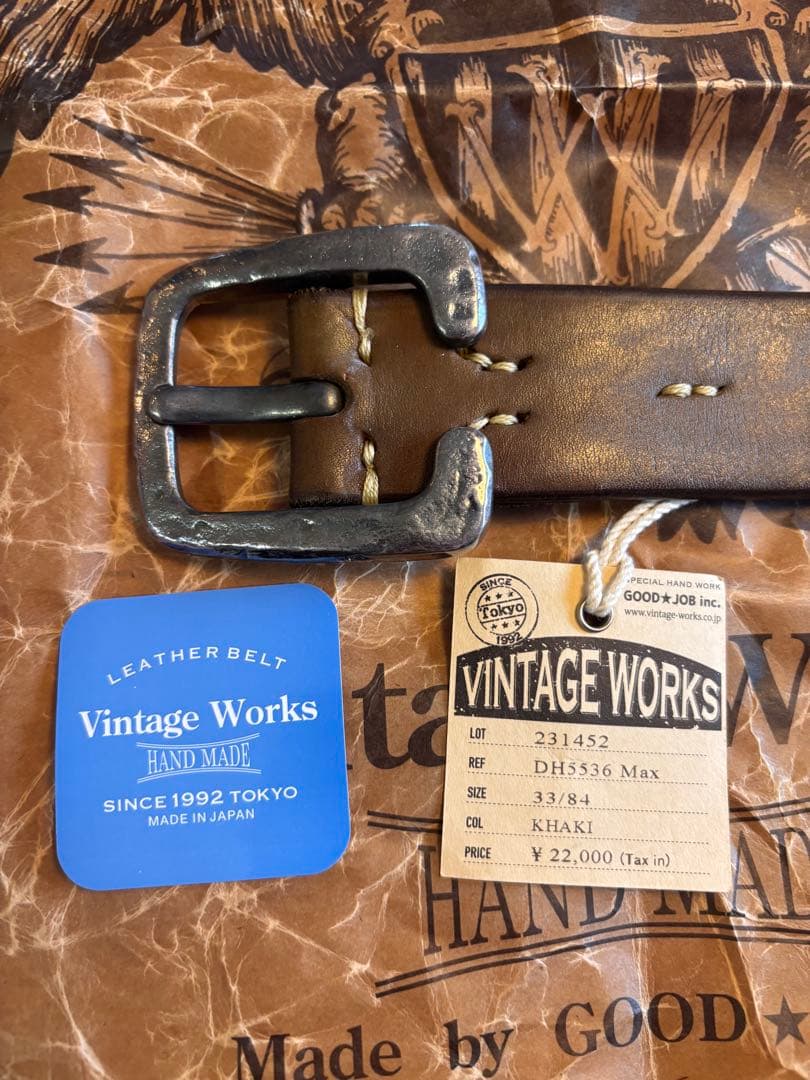 W
LEATHER BELT
Vintage Works
HAND MADE
SINCE 1992 TOKYO
MADE IN JAPAN
SINCE
Tokyo
1992
SPECIAL HAND WORK
GOOD★JOB inc.
www.vintage-works.co.jp
VINTAGE WORKS
LOT 231452
REF DH5536 Max
SIZE 33/84
COL KHAKI
PRICE ¥ 22,000 (Tax in)
HAND MAD
Made by GOOD★